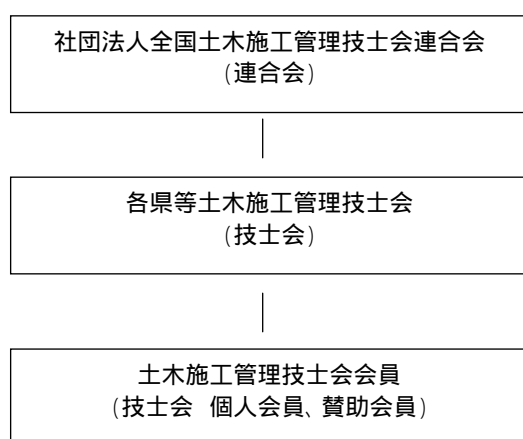 社団法人全国土木施工管理技士会連合会
(連合会)
各県等土木施工管理技士会
(技士会)
土木施工管理技士会会員
(技士会 個人会員、賛助会員)